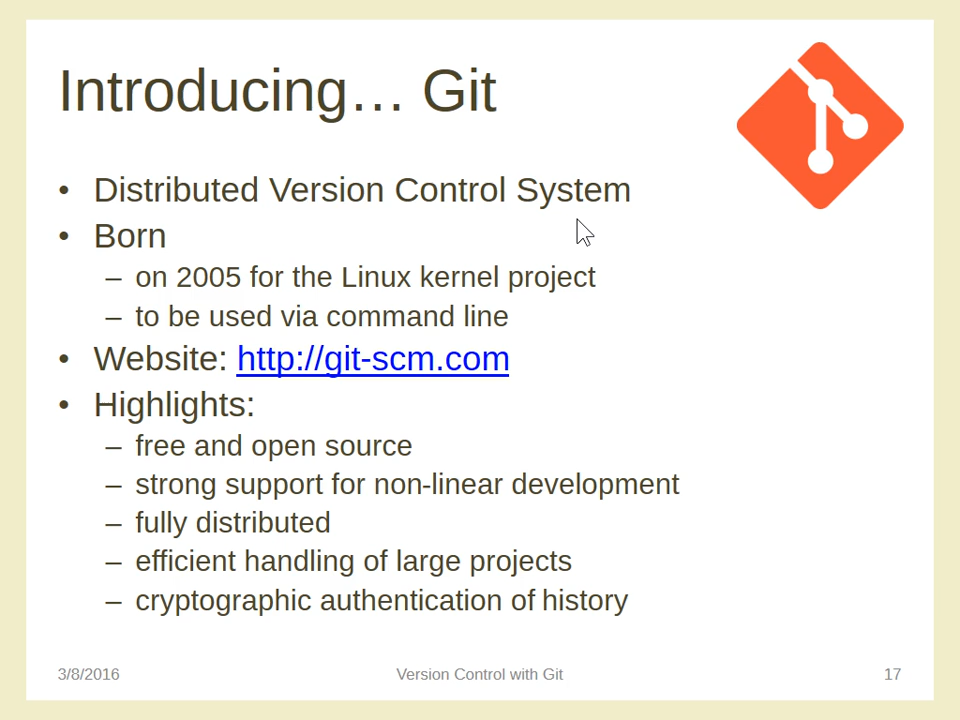 Introducing… Git
• Distributed Version Control System
• Born
– on 2005 for the Linux kernel project
– to be used via command line
• Website: http://git-scm.com
• Highlights:
– free and open source
– strong support for non-linear development
– fully distributed
– efficient handling of large projects
– cryptographic authentication of history
3/8/2016 Version Control with Git 17